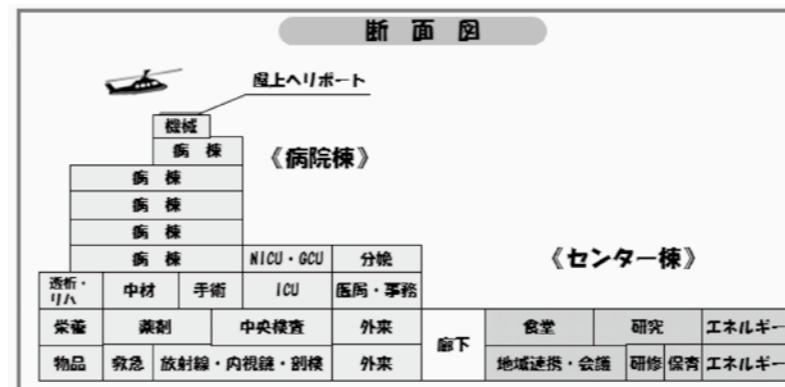 断面図
屋上ヘリポート
機械
病棟
《病院棟》
病棟
病棟
病棟
病棟 NICU・GCU 分娩
《センター棟》
透析・
リハ
中材 手術 ICU 医局・事務
栄養 薬剤 中央検査 外来 廊下 食堂 研究 エネルギー
物品 救急 放射線・内視鏡・剖検 外来 地域連携・会議 研修 保育 エネルギー